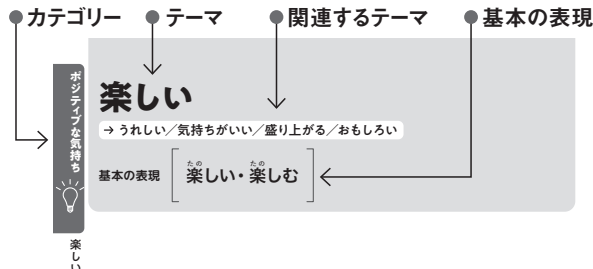 カテゴリー テーマ 関連するテーマ 基本の表現
ポジティブな気持ち
楽しい
楽しい
→ うれしい／気持ちがいい／盛り上がる／おもしろい
基本の表現 楽しい・楽しむ
たの たの